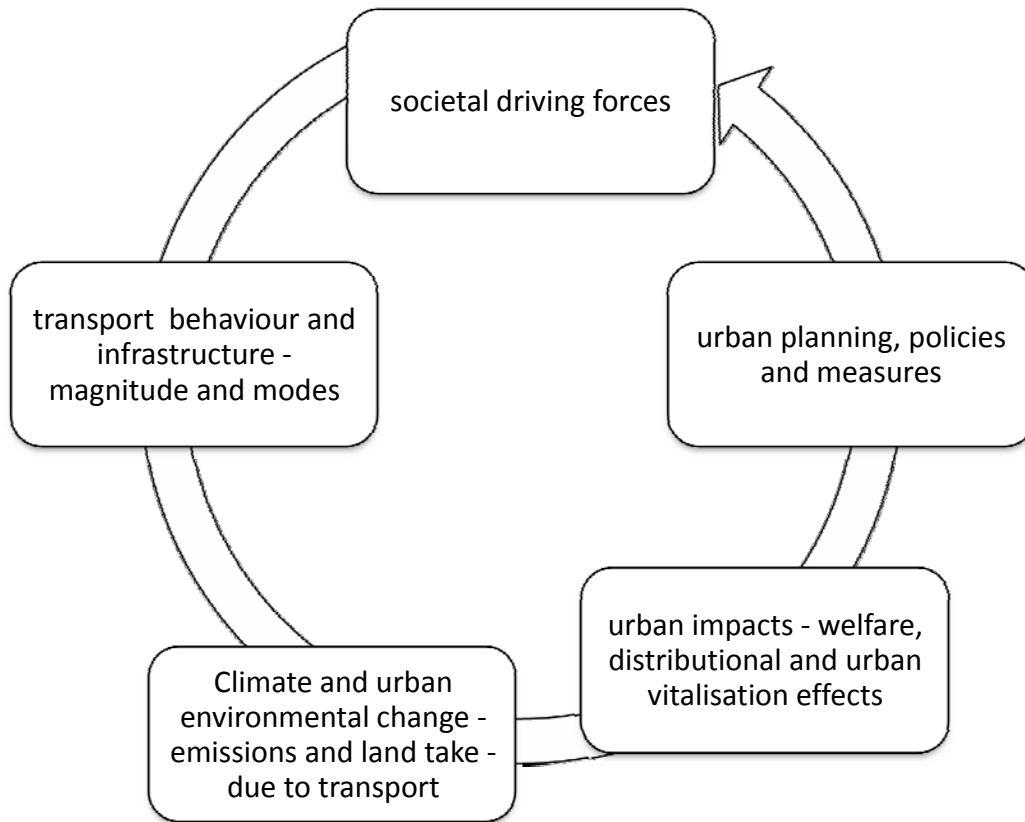 societal driving forces
transport  behaviour and
infrastructure -
magnitude and modes
urban planning, policies
and measures
urban impacts - welfare,
distributional and urban
vitalisation effects
Climate and urban
environmental change -
emissions and land take -
due to transport